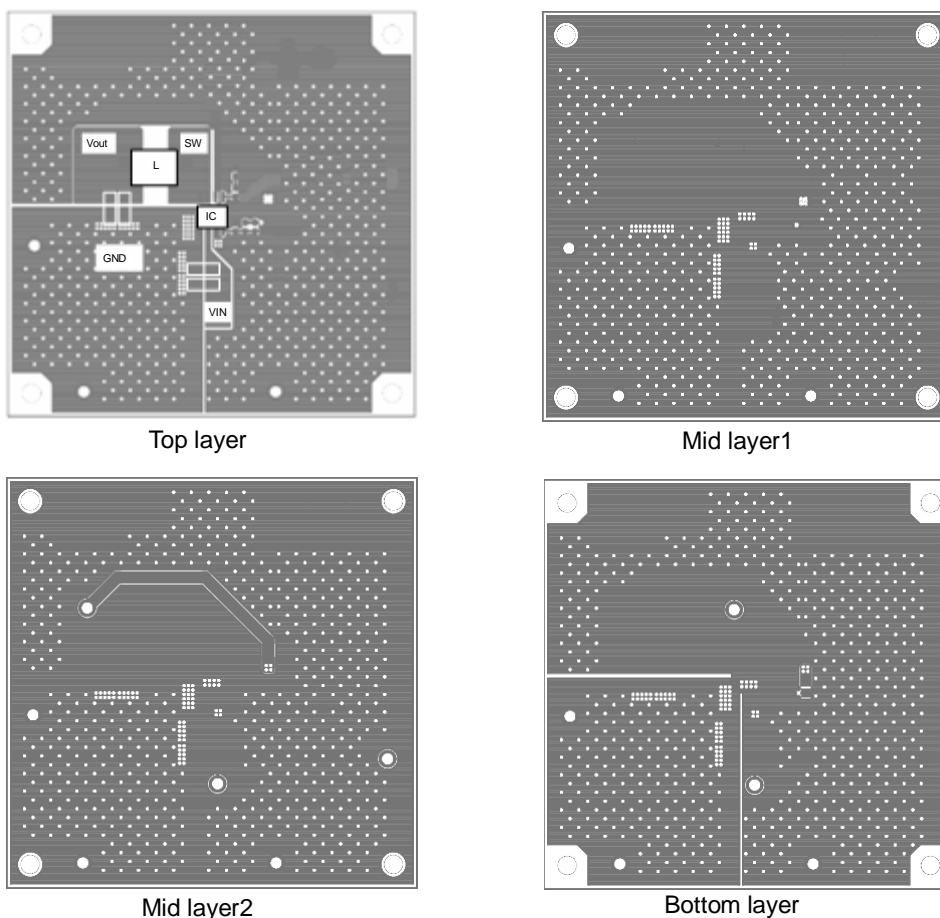 Vout SW
L
IC
GND
VIN
Top layer
Mid layer1
Mid layer2
Bottom layer